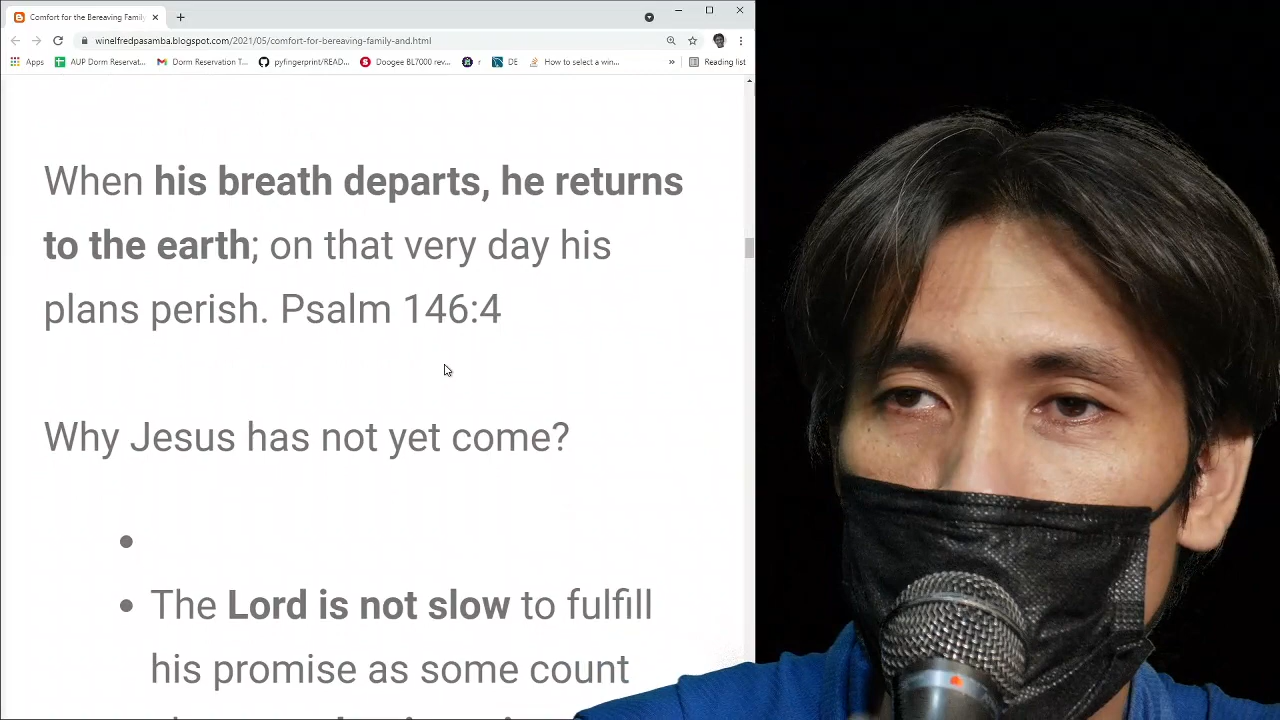 Comfort for the Bereaving Family
winelfredpasamba.blogspot.com/2021/05/comfort-for-bereaving-family-and.html
Apps AUP Dorm Reservat... Dorm Reservation T... pyfingerprint/READ... Doogee BL7000 rev... r DE How to select a win... » Reading list
When his breath departs, he returns
to the earth; on that very day his
plans perish. Psalm 146:4
Why Jesus has not yet come?
•
• The Lord is not slow to fulfill
his promise as some count